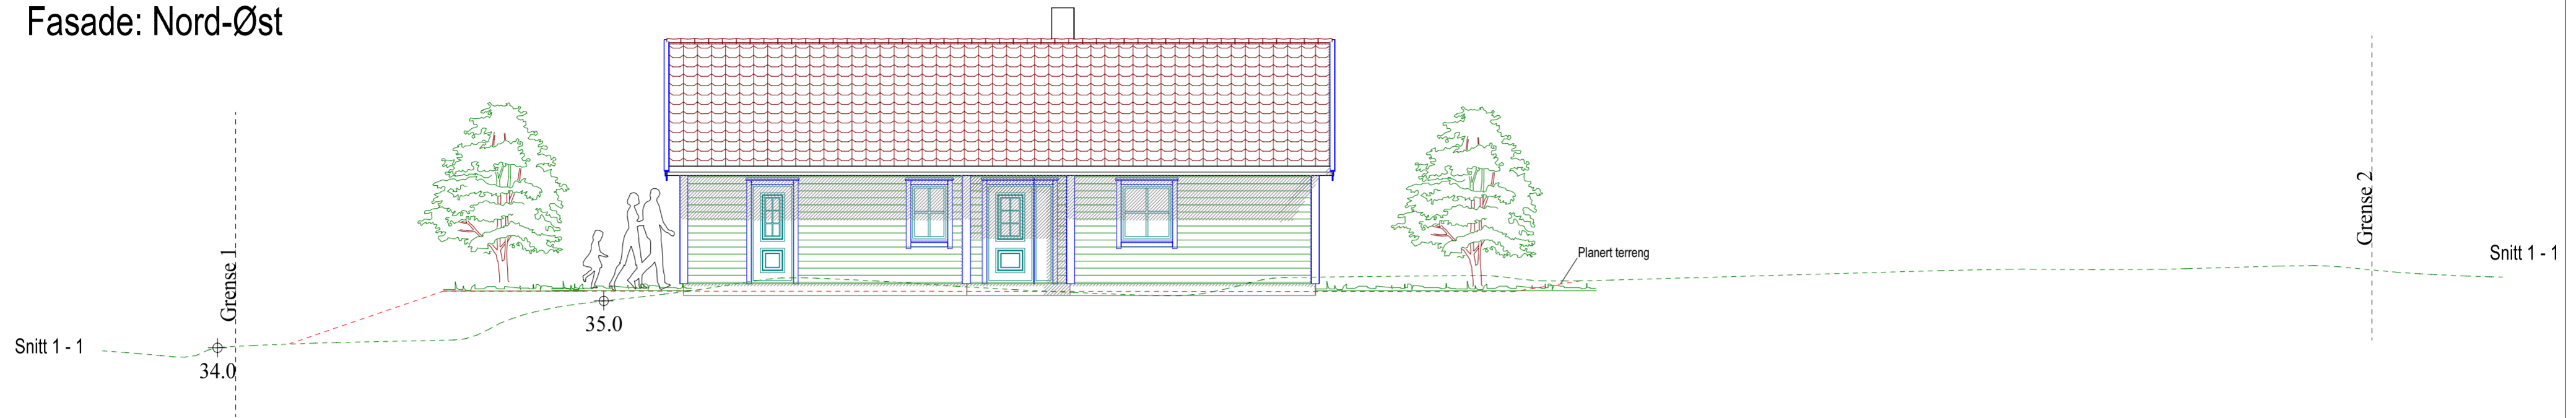 Fasade: Nord-Øst
Grense 1
Grense 2
Planert terreng
Snitt 1 - 1
35.0
Snitt 1 - 1
34.0